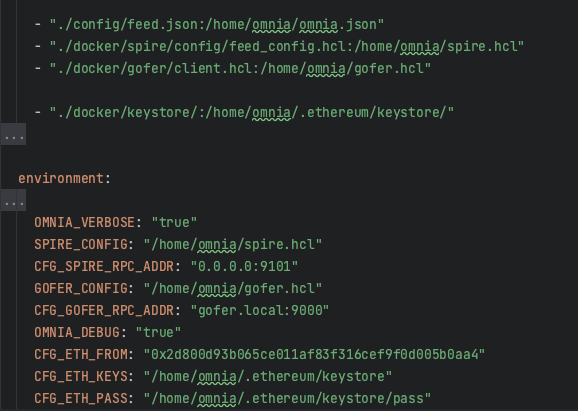 - "./config/feed.json:/home/omnia/omnia.json"
- "./docker/spire/config/feed_config.hcl:/home/omnia/spire.hcl"
- "./docker/gofer/client.hcl:/home/omnia/gofer.hcl"
- "./docker/keystore/:/home/omnia/.ethereum/keystore/"
...
environment:
...
OMNIA_VERBOSE: "true"
SPIRE_CONFIG: "/home/omnia/spire.hcl"
CFG_SPIRE_RPC_ADDR: "0.0.0.0:9101"
GOFER_CONFIG: "/home/omnia/gofer.hcl"
CFG_GOFER_RPC_ADDR: "gofer.local:9000"
OMNIA_DEBUG: "true"
CFG_ETH_FROM: "0x2d800d93b065ce011af83f316cef9f0d005b0aa4"
CFG_ETH_KEYS: "/home/omnia/.ethereum/keystore"
CFG_ETH_PASS: "/home/omnia/.ethereum/keystore/pass"